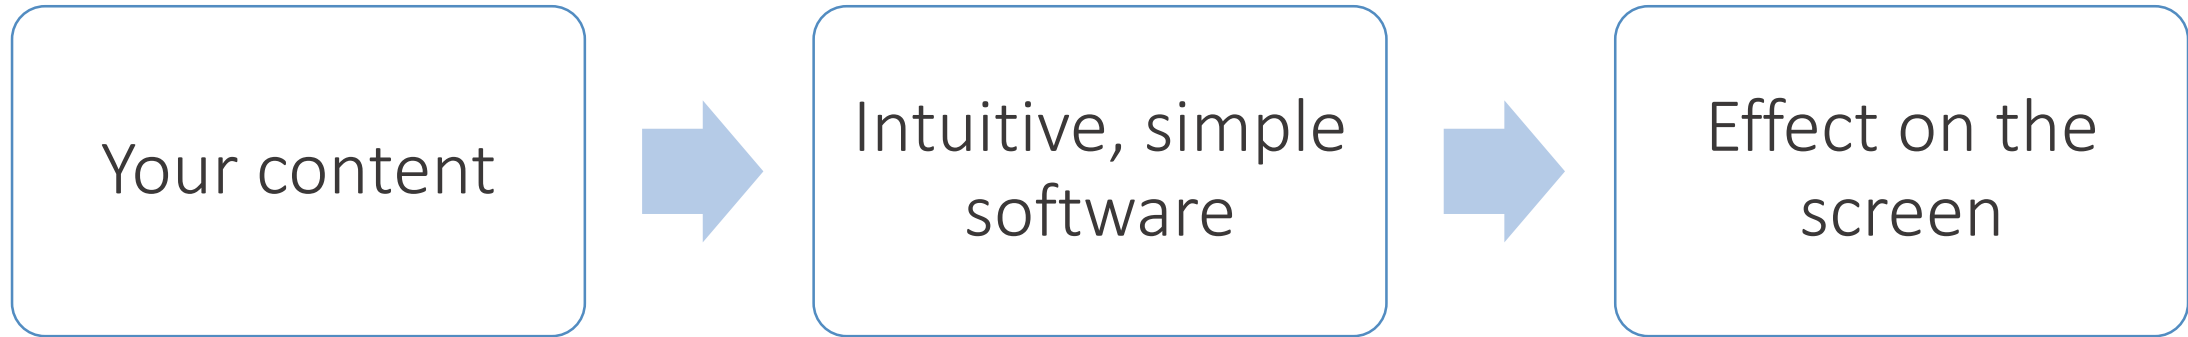 Your content
Intuitive, simple
software
Effect on the
screen